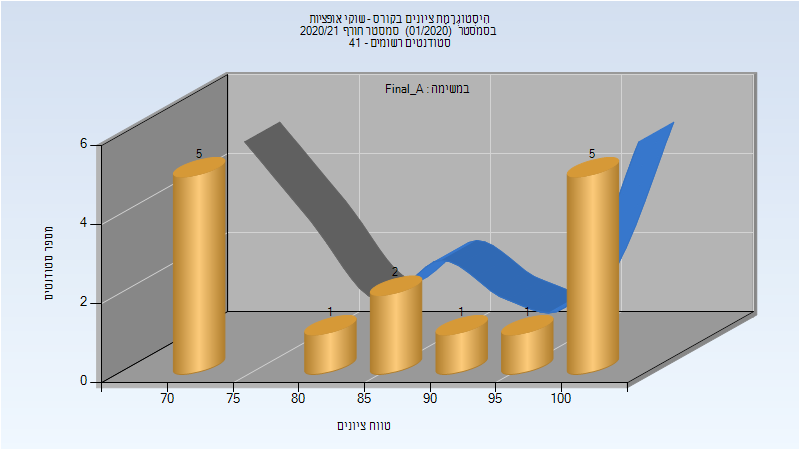 היסטוגרמת ציונים בקורס - שוקי אופציות
בסמסטר (01/2020) סמסטר חורף 2020/21
סטודנטים רשומים - 41
במשימה : Final_A
מספר סטודנטים
6
4
2
0
5
1
2
1
1
5
70
75
80
85
90
95
100
טווח ציונים